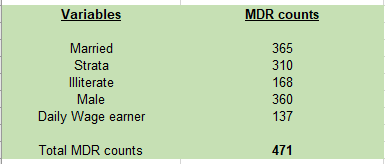 Variables MDR counts
Married 365
Strata 310
Illiterate 168
Male 360
Daily Wage earner 137
Total MDR counts 471